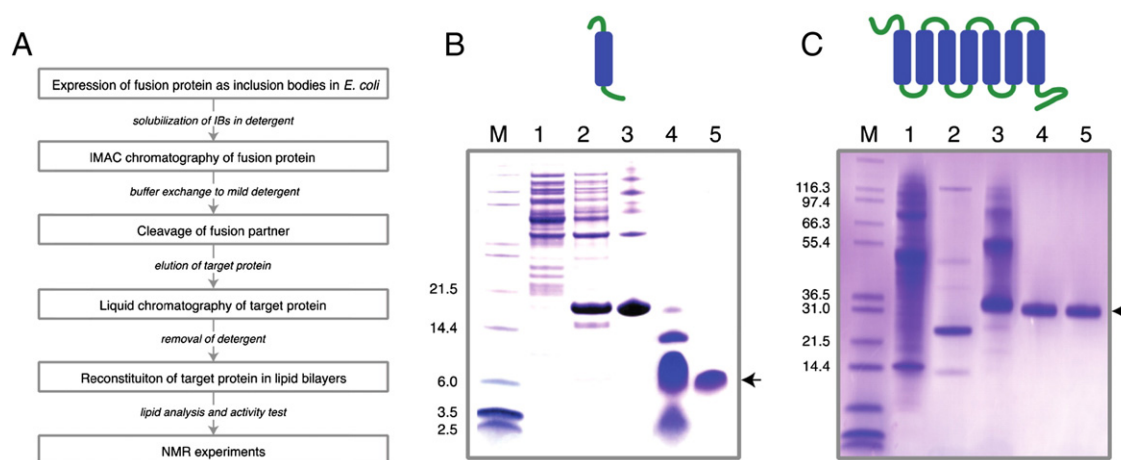 A
Expression of fusion protein as inclusion bodies in E. coli
solubilization of IBs in detergent
IMAC chromatography of fusion protein
buffer exchange to mild detergent
Cleavage of fusion partner
elution of target protein
Liquid chromatography of target protein
removal of detergent
Reconstituiton of target protein in lipid bilayers
lipid analysis and activity test
NMR experiments
B
M 1 2 3 4 5
21.5
14.4
6.0
3.5
2.5
C
M 1 2 3 4 5
116.3
97.4
66.3
55.4
36.5
31.0
21.5
14.4